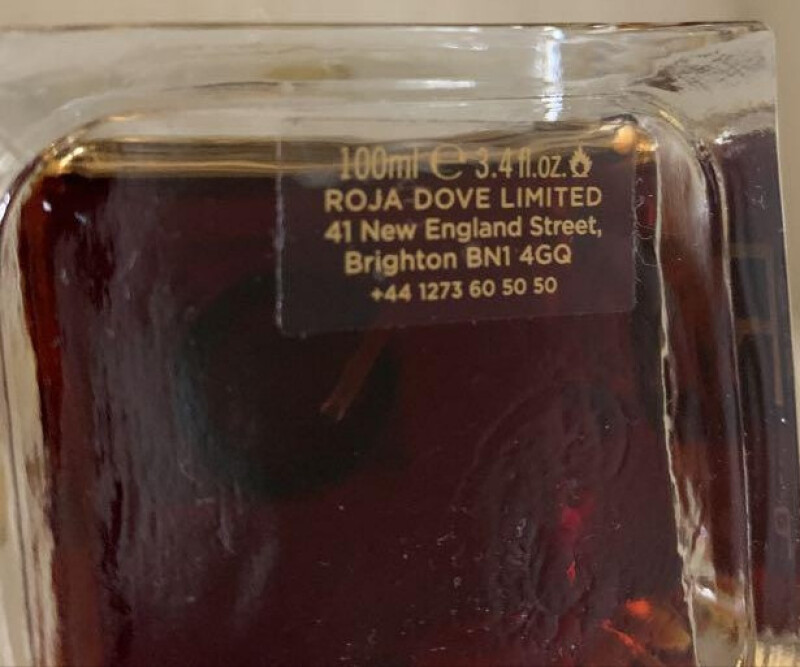 100ml ℮ 3.4 fl.oz.
ROJA DOVE LIMITED
41 New England Street,
Brighton BN1 4GQ
+44 1273 60 50 50